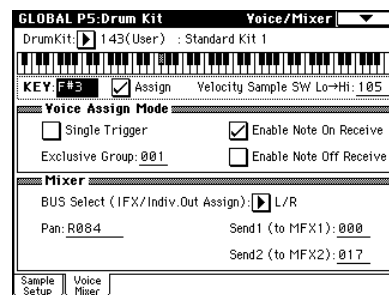 GLOBAL P5:Drum Kit Voice/Mixer
DrumKit: 143(User) : Standard Kit 1
KEY: F#3 Assign Velocity Sample SW Lo→Hi: 105
Voice Assign Mode
Single Trigger Enable Note On Receive
Exclusive Group: 001 Enable Note Off Receive
Mixer
BUS Select (IFX/Indiv.Out Assign): L/R
Pan: R084 Send1 (to MFX1): 000
Send2 (to MFX2): 017
Sample Setup Voice Mixer